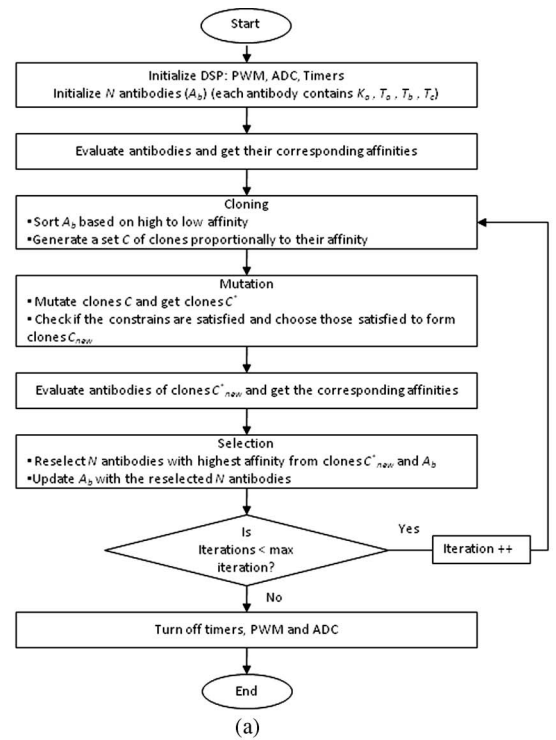 Start
Initialize DSP: PWM, ADC, Timers
Initialize N antibodies (Ab) (each antibody contains Ko , Ta , Tb , Tc)
Evaluate antibodies and get their corresponding affinities
Cloning
▪Sort Ab based on high to low affinity
▪Generate a set C of clones proportionally to their affinity
Mutation
▪Mutate clones C and get clones C*
▪Check if the constrains are satisfied and choose those satisfied to form
clones Cnew
Evaluate antibodies of clones C*new and get the corresponding affinities
Selection
▪Reselect N antibodies with highest affinity from clones C*new and Ab
▪Update Ab with the reselected N antibodies
Is
Iterations < max
iteration?
Yes
Iteration ++
No
Turn off timers, PWM and ADC
End
(a)